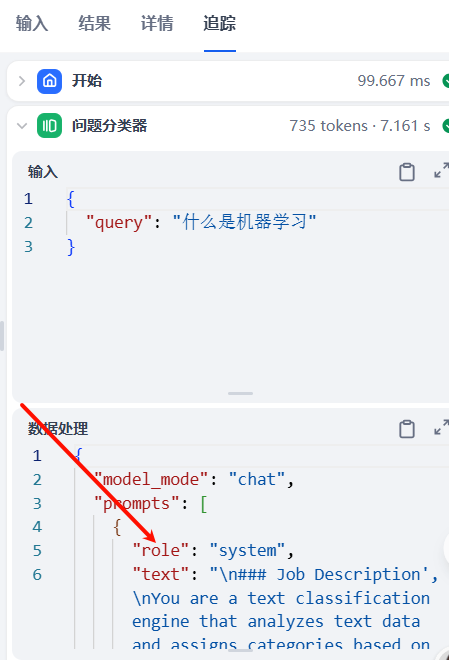 输入 结果 详情 追踪
开始 99.667 ms
问题分类器 735 tokens · 7.161 s
输入
1 {
2 "query": "什么是机器学习"
3 }
数据处理
1 {
2 "model_mode": "chat",
3 "prompts": [
4 {
5 "role": "system",
6 "text": "\n### Job Description',
\nYou are a text classification
engine that analyzes text data
and assigns categories based on